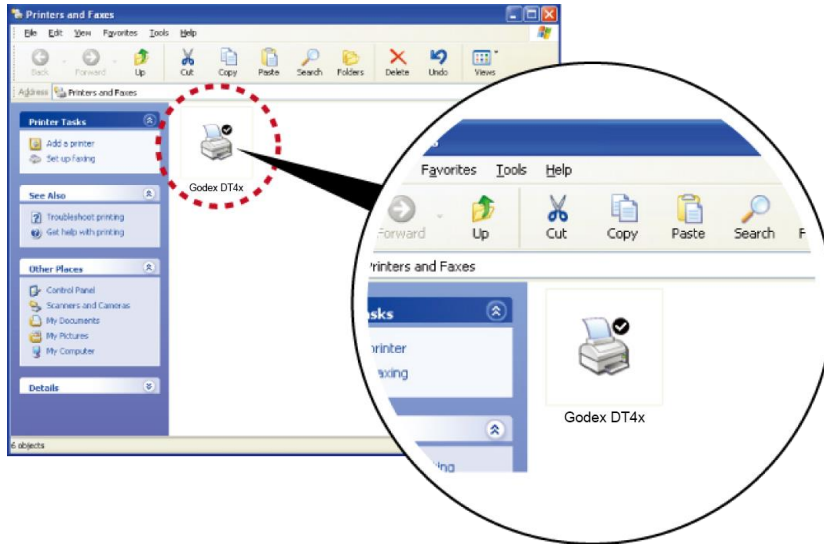 Printers and Faxes
File Edit View Favorites Tools Help
Back Forward Up Cut Copy Paste Search Folders Delete Undo Views
Address Printers and Faxes
Printer Tasks
Add a printer
Set up faxing
See Also
Troubleshoot printing
Get help with printing
Other Places
Control Panel
Scanners and Cameras
My Documents
My Pictures
My Computer
Details
6 objects
Godex DT4x
Favorites Tools Help
Forward Up Cut Copy Paste Search F
Printers and Faxes
asks
printer
axing
Godex DT4x